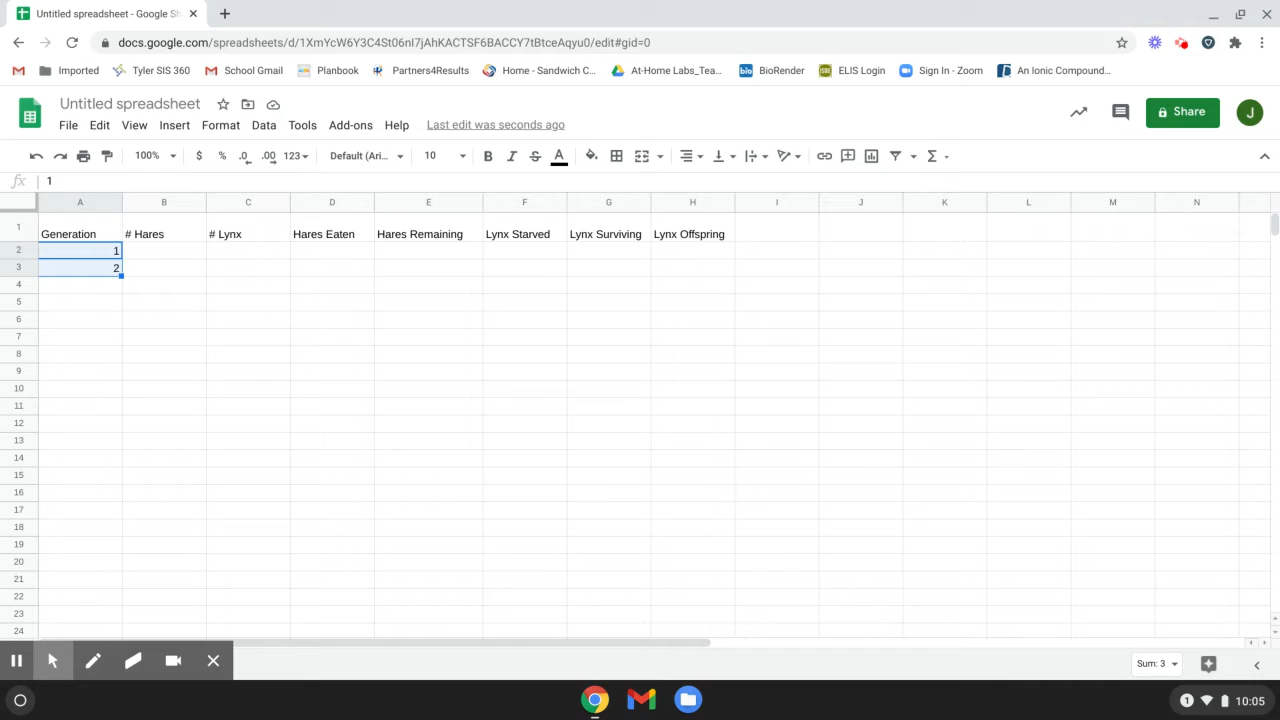 Untitled spreadsheet - Google Sh
docs.google.com/spreadsheets/d/1XmYcW6Y3C4St06nI7jAhKACTSF6BACCY7tBtceAqyu0/edit#gid=0
Imported Tyler SIS 360 School Gmail Planbook Partners4Results Home - Sandwich C... At-Home Labs_Tea... bio BioRender ELIS Login Sign In - Zoom An Ionic Compound...
Untitled spreadsheet
Share
J
File Edit View Insert Format Data Tools Add-ons Help Last edit was seconds ago
100% $ % .0 .00 123 Default (Ari... 10 B I S A Σ
fx 1
A B C D E F G H I J K L M N
1 Generation # Hares # Lynx Hares Eaten Hares Remaining Lynx Starved Lynx Surviving Lynx Offspring
2 1
3 2
4
5
6
7
8
9
10
11
12
13
14
15
16
17
18
19
20
21
22
23
24
Sum: 3
1 10:05